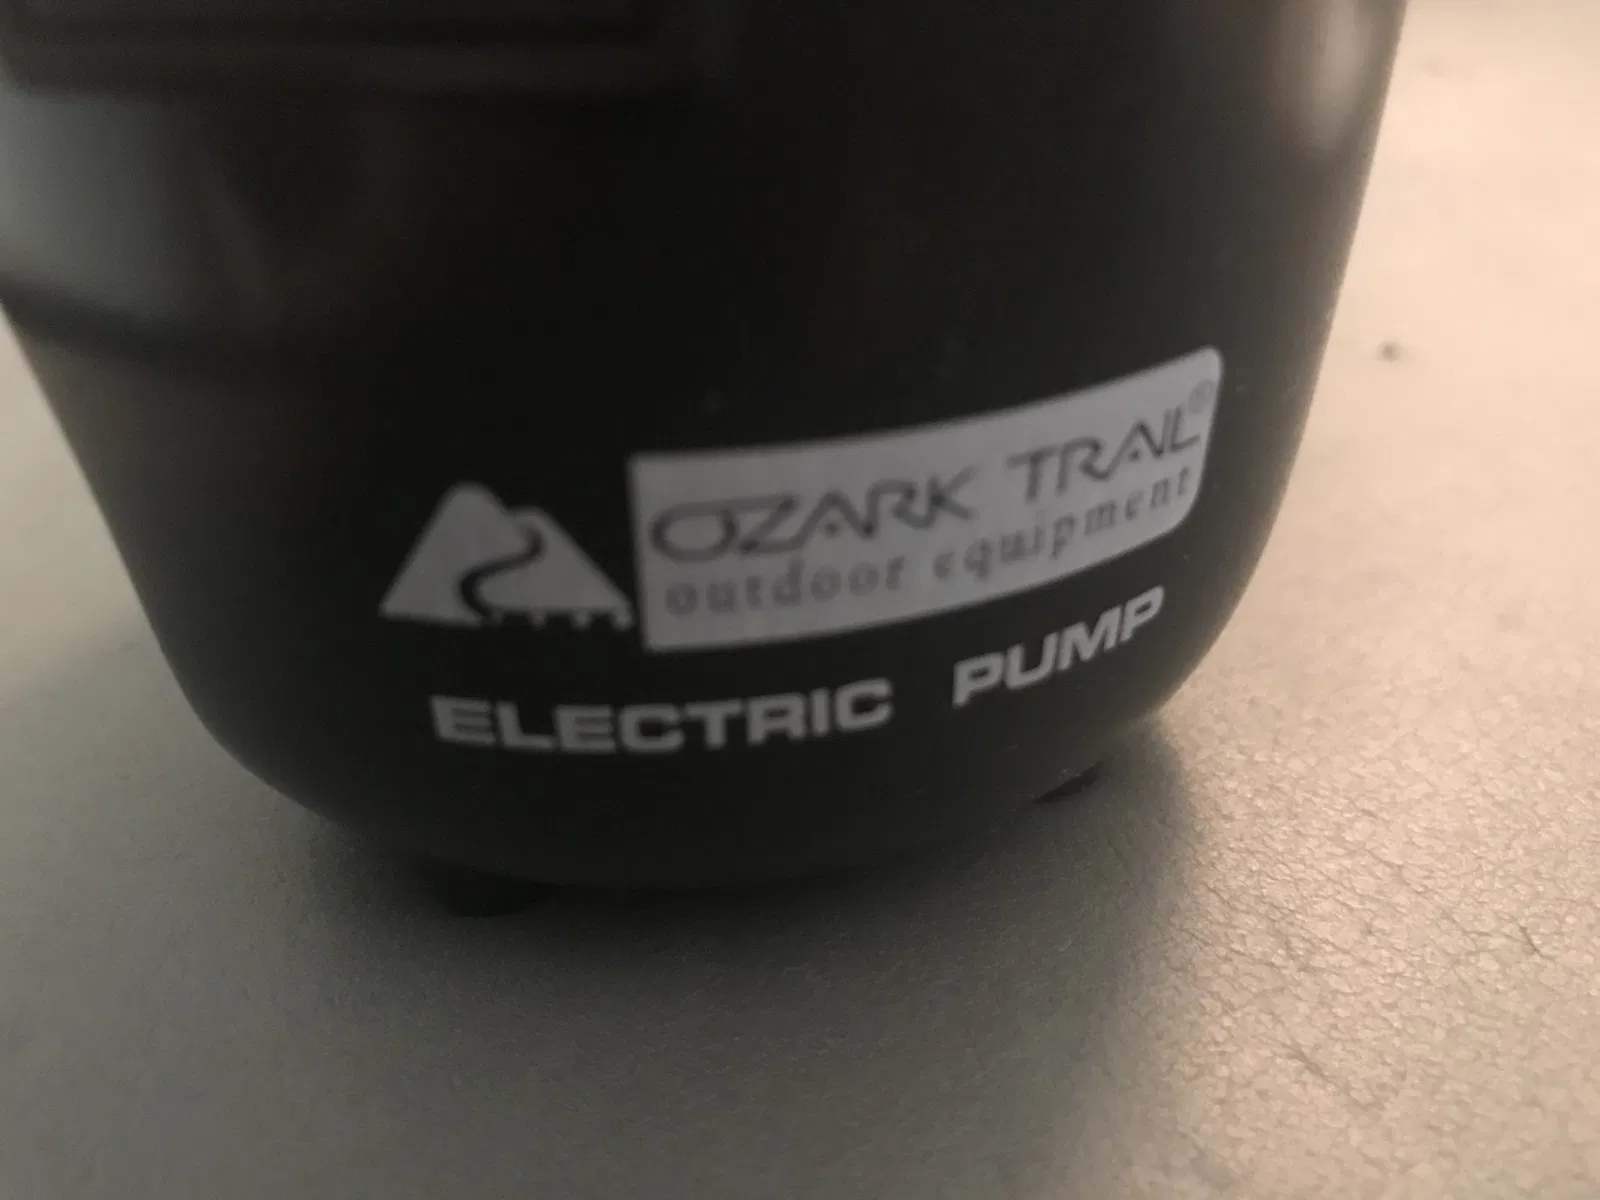 OZARK TRAIL®
outdoor equipment
ELECTRIC PUMP